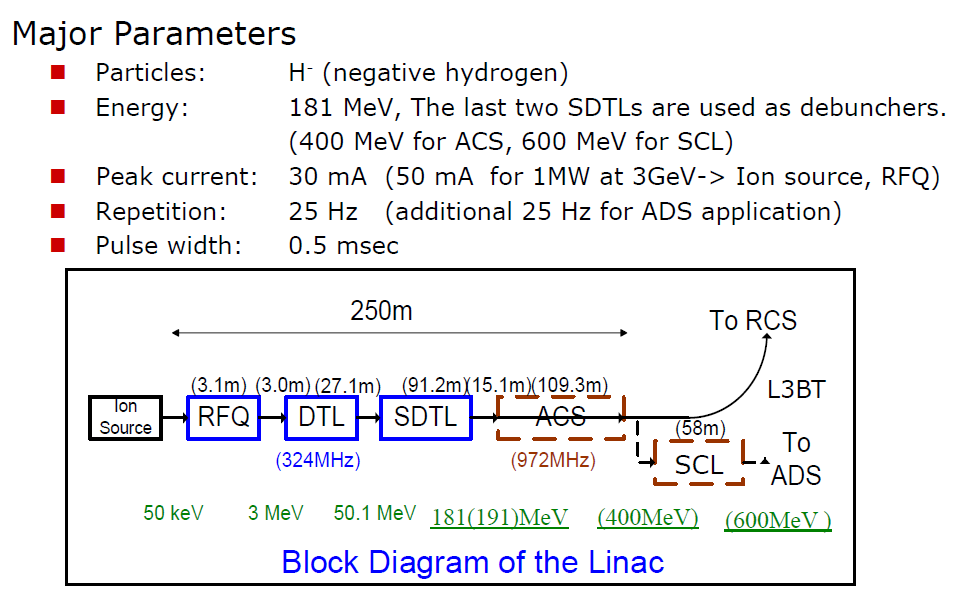 Major Parameters
Particles: H- (negative hydrogen)
Energy: 181 MeV, The last two SDTLs are used as debunchers.
(400 MeV for ACS, 600 MeV for SCL)
Peak current: 30 mA (50 mA for 1MW at 3GeV-> Ion source, RFQ)
Repetition: 25 Hz (additional 25 Hz for ADS application)
Pulse width: 0.5 msec
250m
To RCS
(3.1m) (3.0m) (27.1m) (91.2m) (15.1m) (109.3m)
L3BT
Ion
Source
RFQ
DTL
SDTL
ACS
(58m)
SCL
To
ADS
(324MHz)
(972MHz)
50 keV 3 MeV 50.1 MeV 181(191)MeV (400MeV) (600MeV )
Block Diagram of the Linac